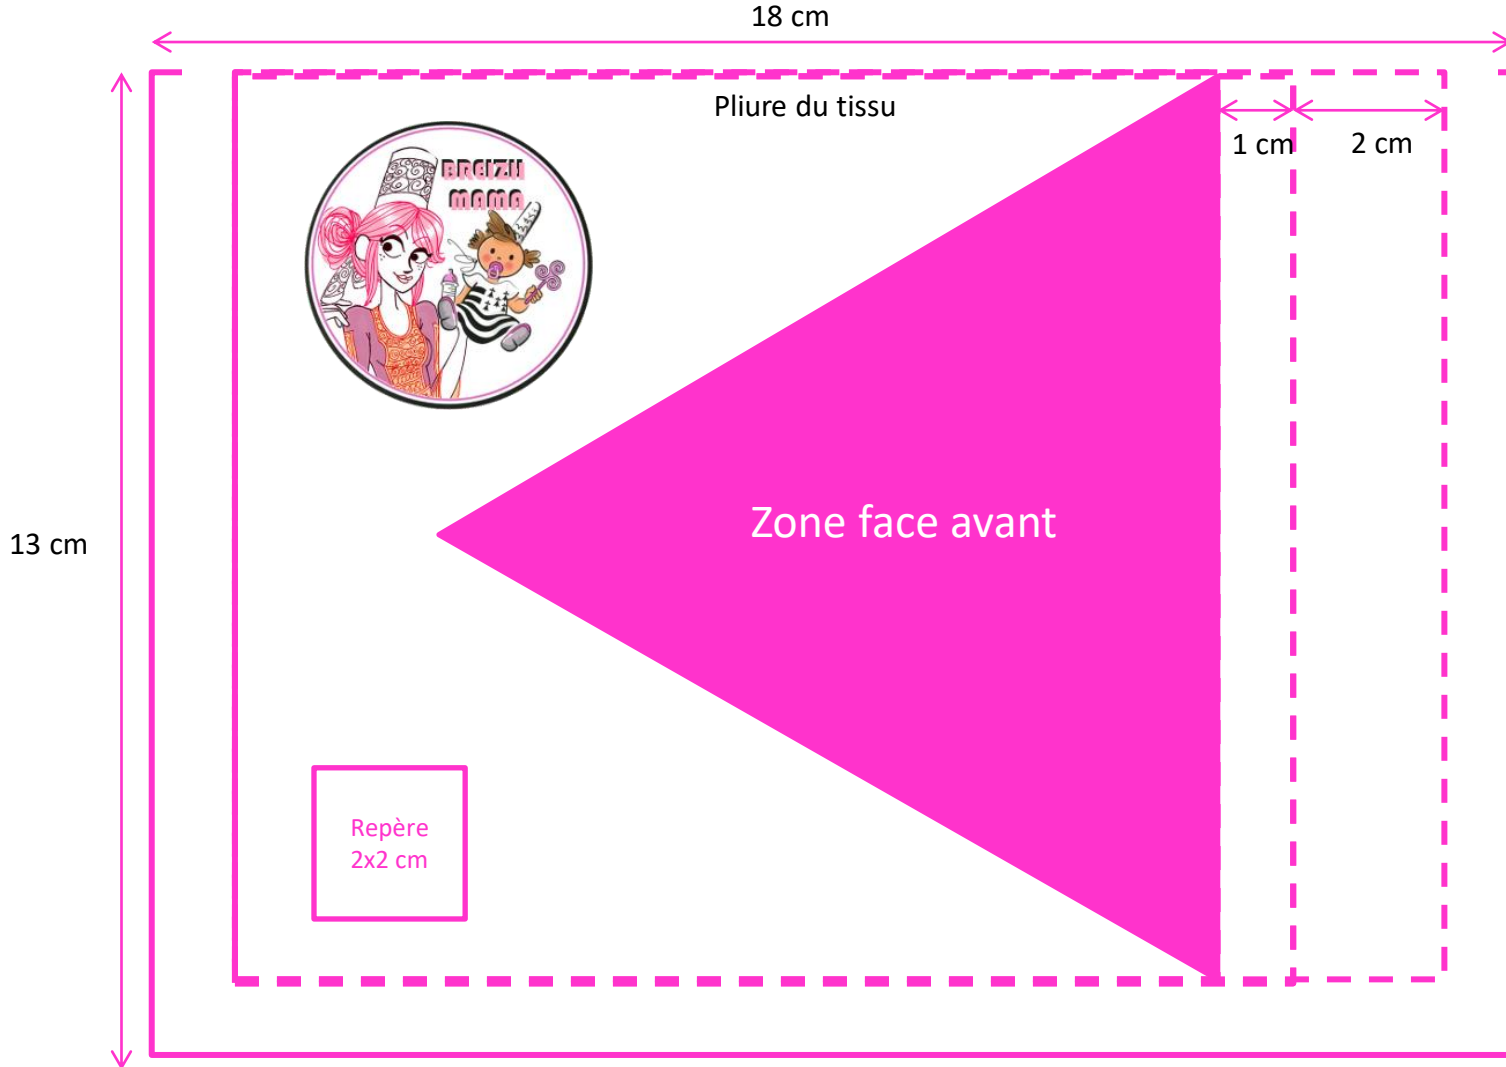 18 cm
Pliure du tissu
1 cm
2 cm
BREIZH
MAMA
Zone face avant
13 cm
Repère
2x2 cm